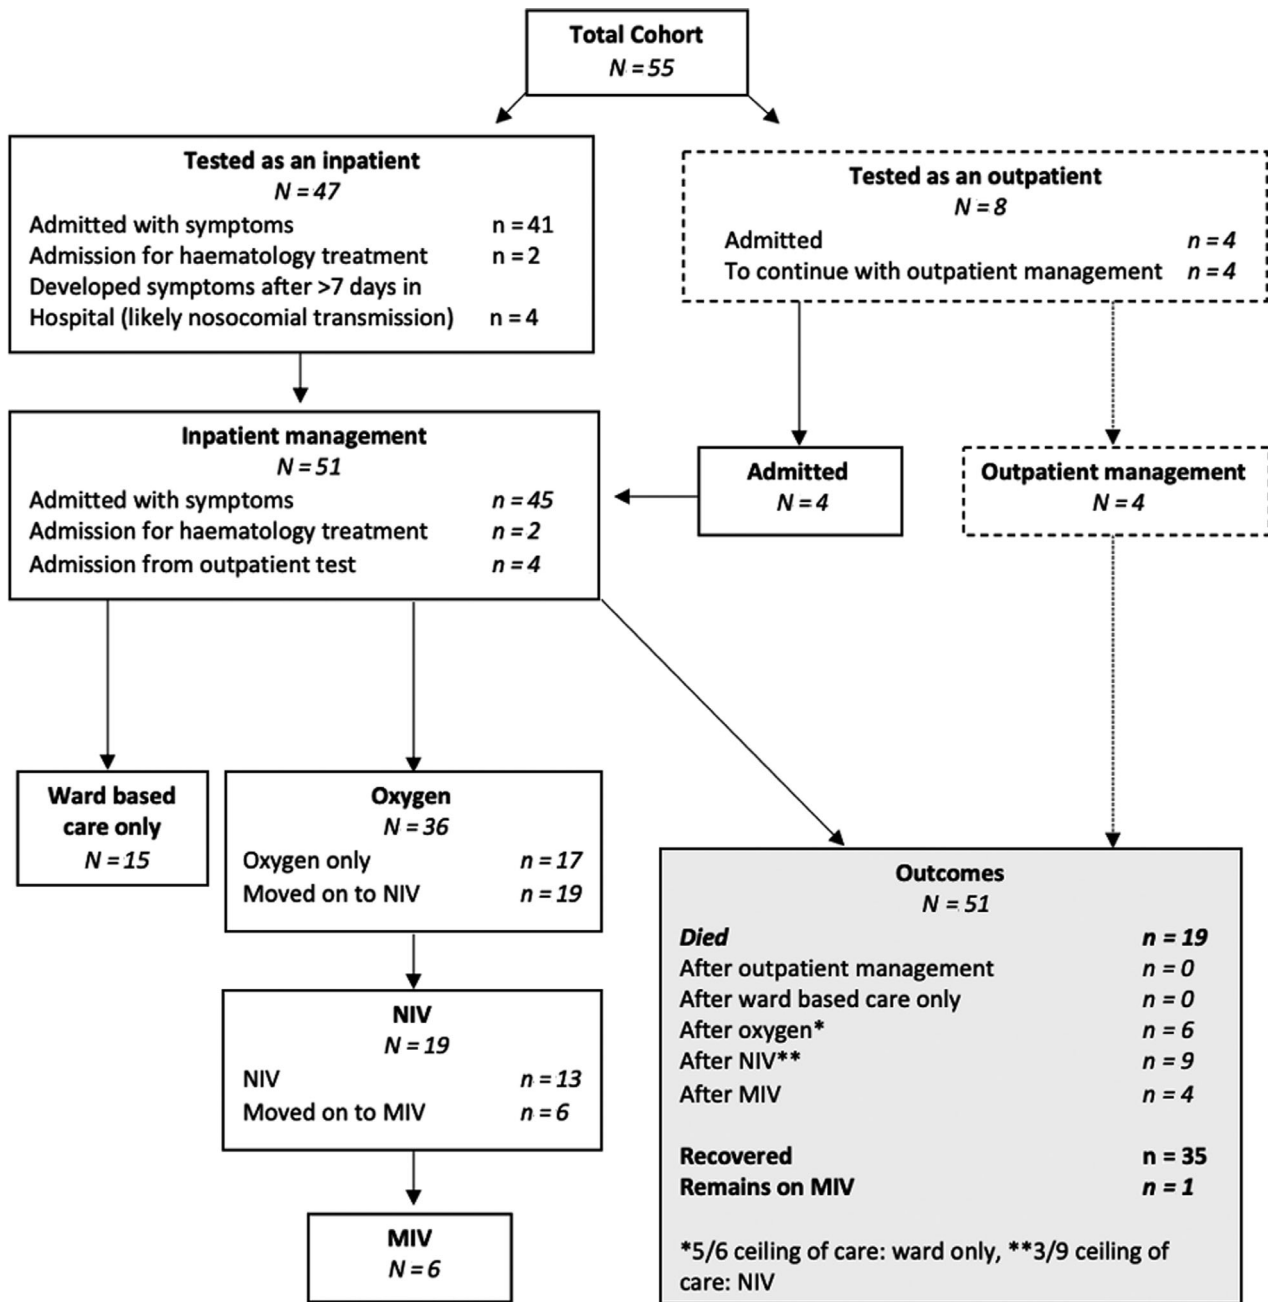 Total Cohort
N = 55
Tested as an inpatient
N = 47
Admitted with symptoms n = 41
Admission for haematology treatment n = 2
Developed symptoms after >7 days in
Hospital (likely nosocomial transmission) n = 4
Tested as an outpatient
N = 8
Admitted n = 4
To continue with outpatient management n = 4
Inpatient management
N = 51
Admitted with symptoms n = 45
Admission for haematology treatment n = 2
Admission from outpatient test n = 4
Admitted
N = 4
Outpatient management
N = 4
Ward based
care only
N = 15
Oxygen
N = 36
Oxygen only n = 17
Moved on to NIV n = 19
NIV
N = 19
NIV n = 13
Moved on to MIV n = 6
MIV
N = 6
Outcomes
N = 51
Died n = 19
After outpatient management n = 0
After ward based care only n = 0
After oxygen* n = 6
After NIV** n = 9
After MIV n = 4
Recovered n = 35
Remains on MIV n = 1
*5/6 ceiling of care: ward only, **3/9 ceiling of
care: NIV